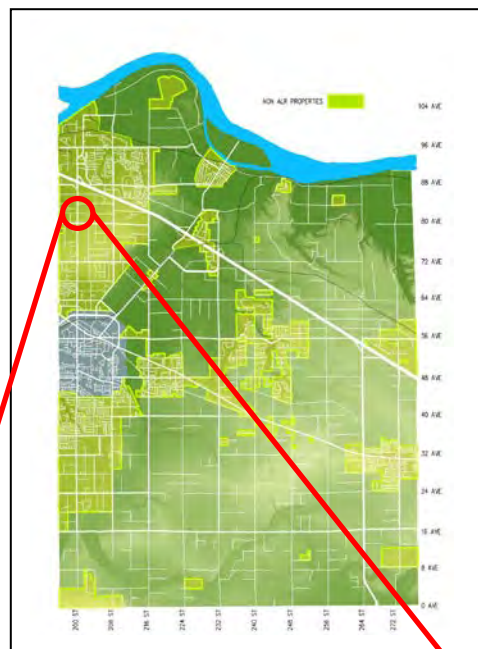 NON ALR PROPERTIES
104 AVE
96 AVE
88 AVE
80 AVE
72 AVE
64 AVE
56 AVE
48 AVE
40 AVE
32 AVE
24 AVE
16 AVE
8 AVE
0 AVE
200 ST
208 ST
216 ST
224 ST
232 ST
240 ST
248 ST
256 ST
264 ST
272 ST